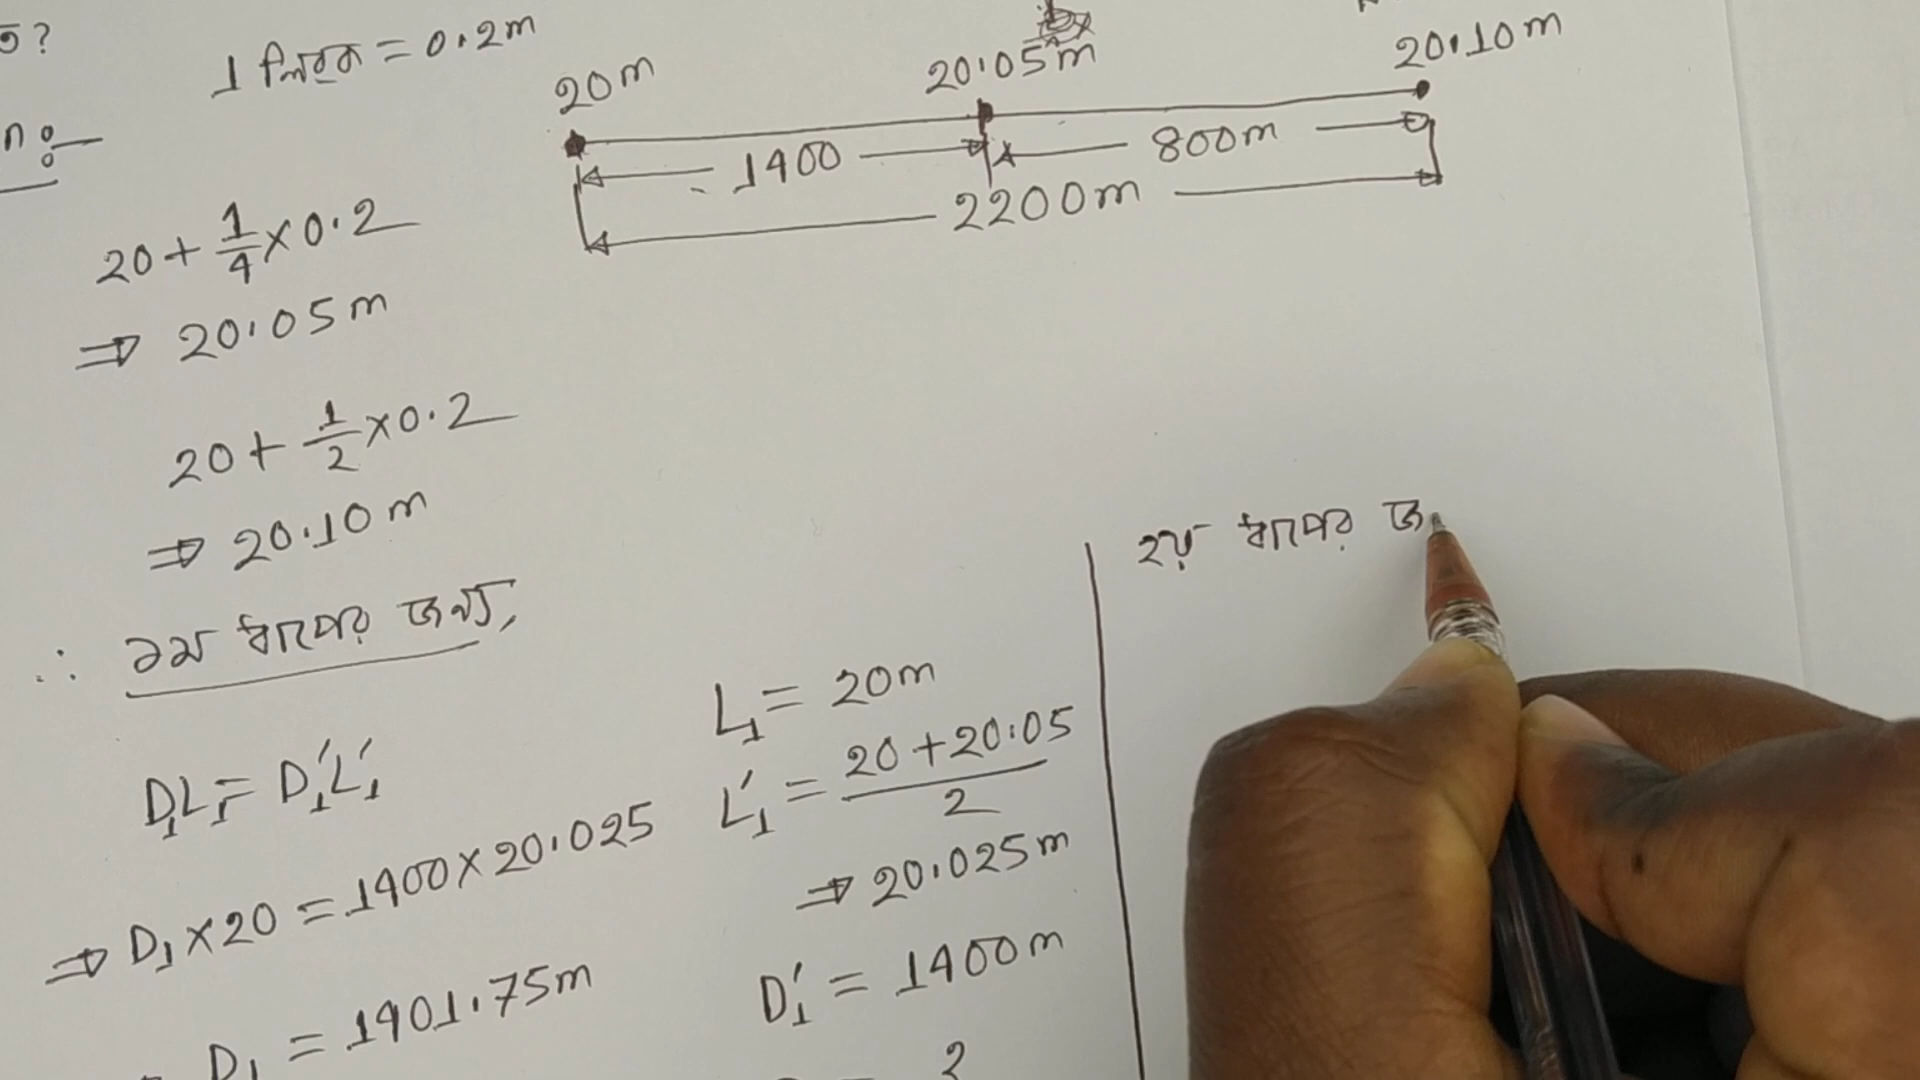 ?
1 লিংক = 0.2m
20m
20.05m
20.10m
1400
800m
2200m
n :-
20 + 1/4 × 0.2
⇒ 20.05m
20 + 1/2 × 0.2
⇒ 20.10m
∴ ১ম ধাপের জন্য,
D₁L₁ = D₁'L₁'
⇒ D₁ × 20 = 1400 × 20.025
D₁ = 1401.75m
L₁ = 20m
L₁' = (20 + 20.05)/2
⇒ 20.025m
D₁' = 1400m
= ?
২য় ধাপের জ